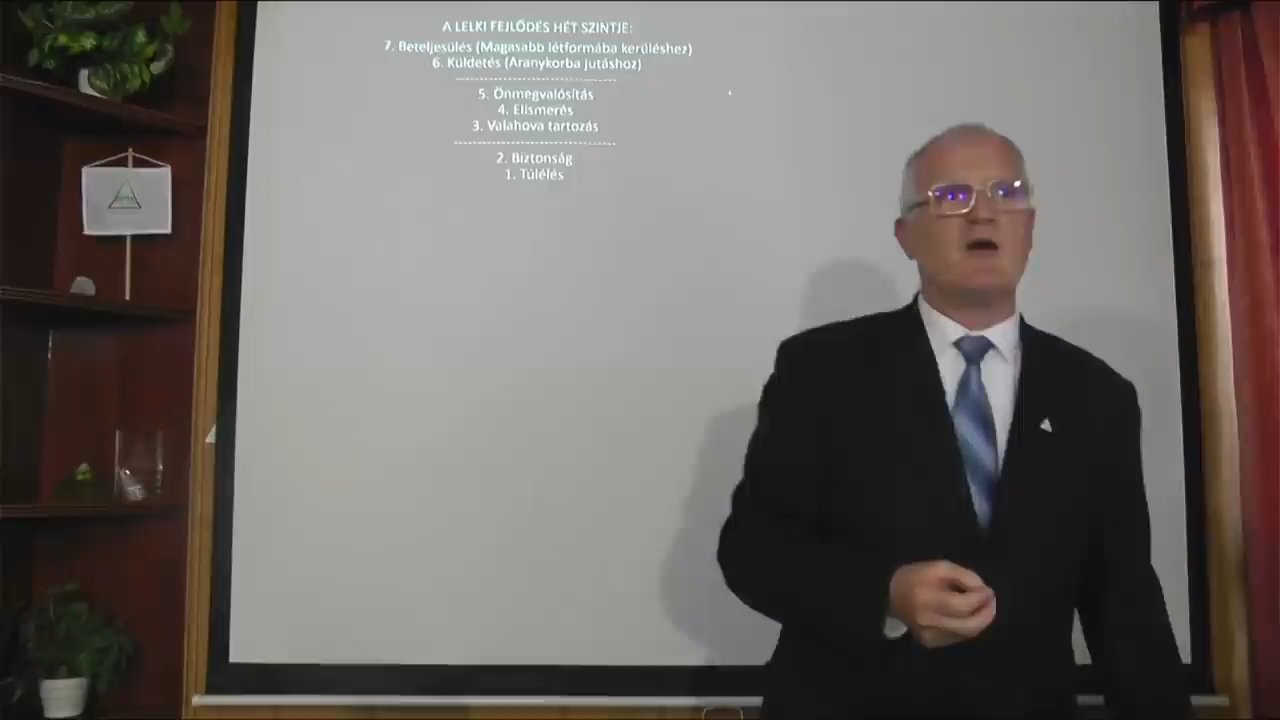 A LELKI FEJLŐDÉS HÉT SZINTJE:
7. Beteljesülés (Magasabb létformába kerüléshez)
6. Küldetés (Aranykorba jutáshoz)
5. Önmegvalósítás
4. Elismerés
3. Valahova tartozás
2. Biztonság
1. Túlélés